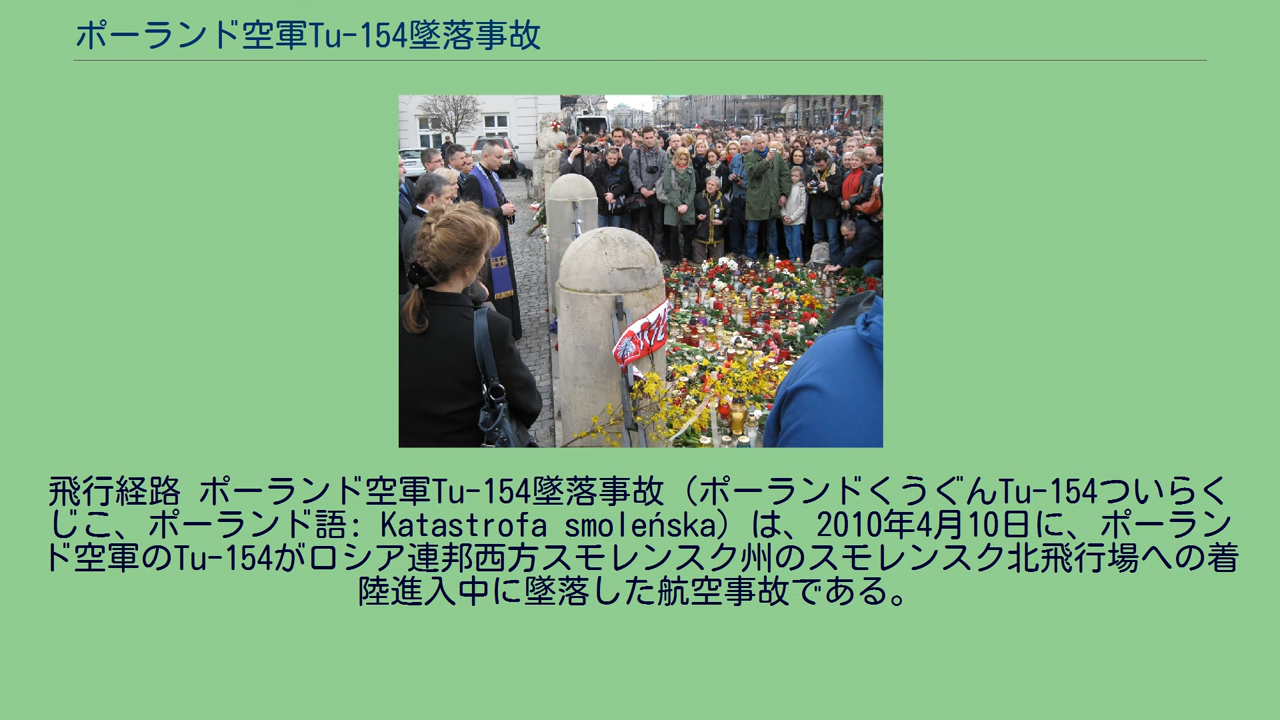 ポーランド空軍Tu-154墜落事故
飛行経路 ポーランド空軍Tu-154墜落事故（ポーランドくうぐんTu-154ついらく
じこ、ポーランド語: Katastrofa smoleńska）は、2010年4月10日に、ポーラン
ド空軍のTu-154がロシア連邦西方スモレンスク州のスモレンスク北飛行場への着
陸進入中に墜落した航空事故である。